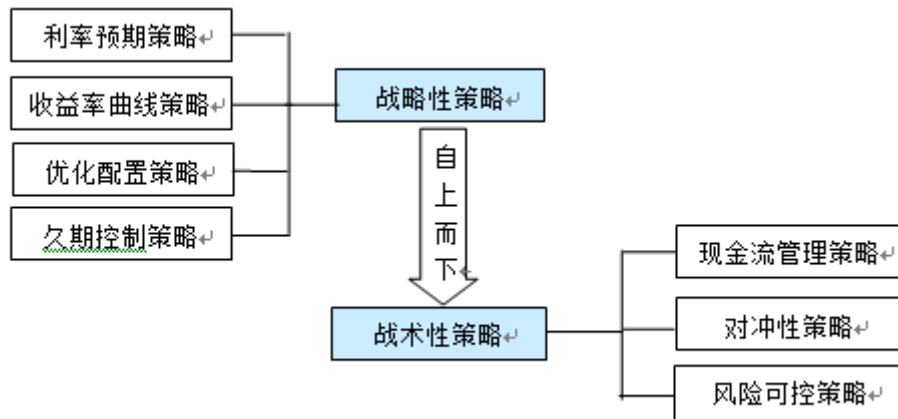 利率预期策略
收益率曲线策略
优化配置策略
久期控制策略
战略性策略
自
上
而
下
战术性策略
现金流管理策略
对冲性策略
风险可控策略